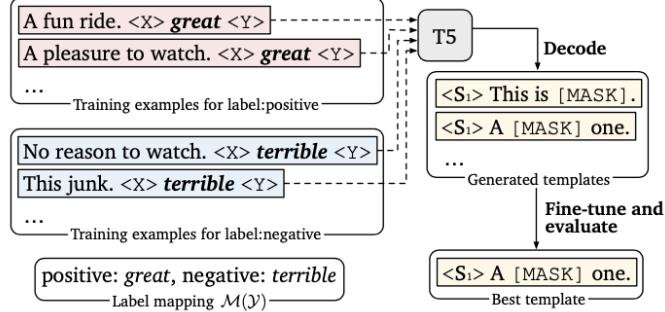 A fun ride. <X> great <Y>
A pleasure to watch. <X> great <Y>
...
Training examples for label:positive
No reason to watch. <X> terrible <Y>
This junk. <X> terrible <Y>
...
Training examples for label:negative
positive: great, negative: terrible
Label mapping M(Y)
T5
Decode
<S₁> This is [MASK].
<S₁> A [MASK] one.
...
Generated templates
Fine-tune and
evaluate
<S₁> A [MASK] one.
Best template